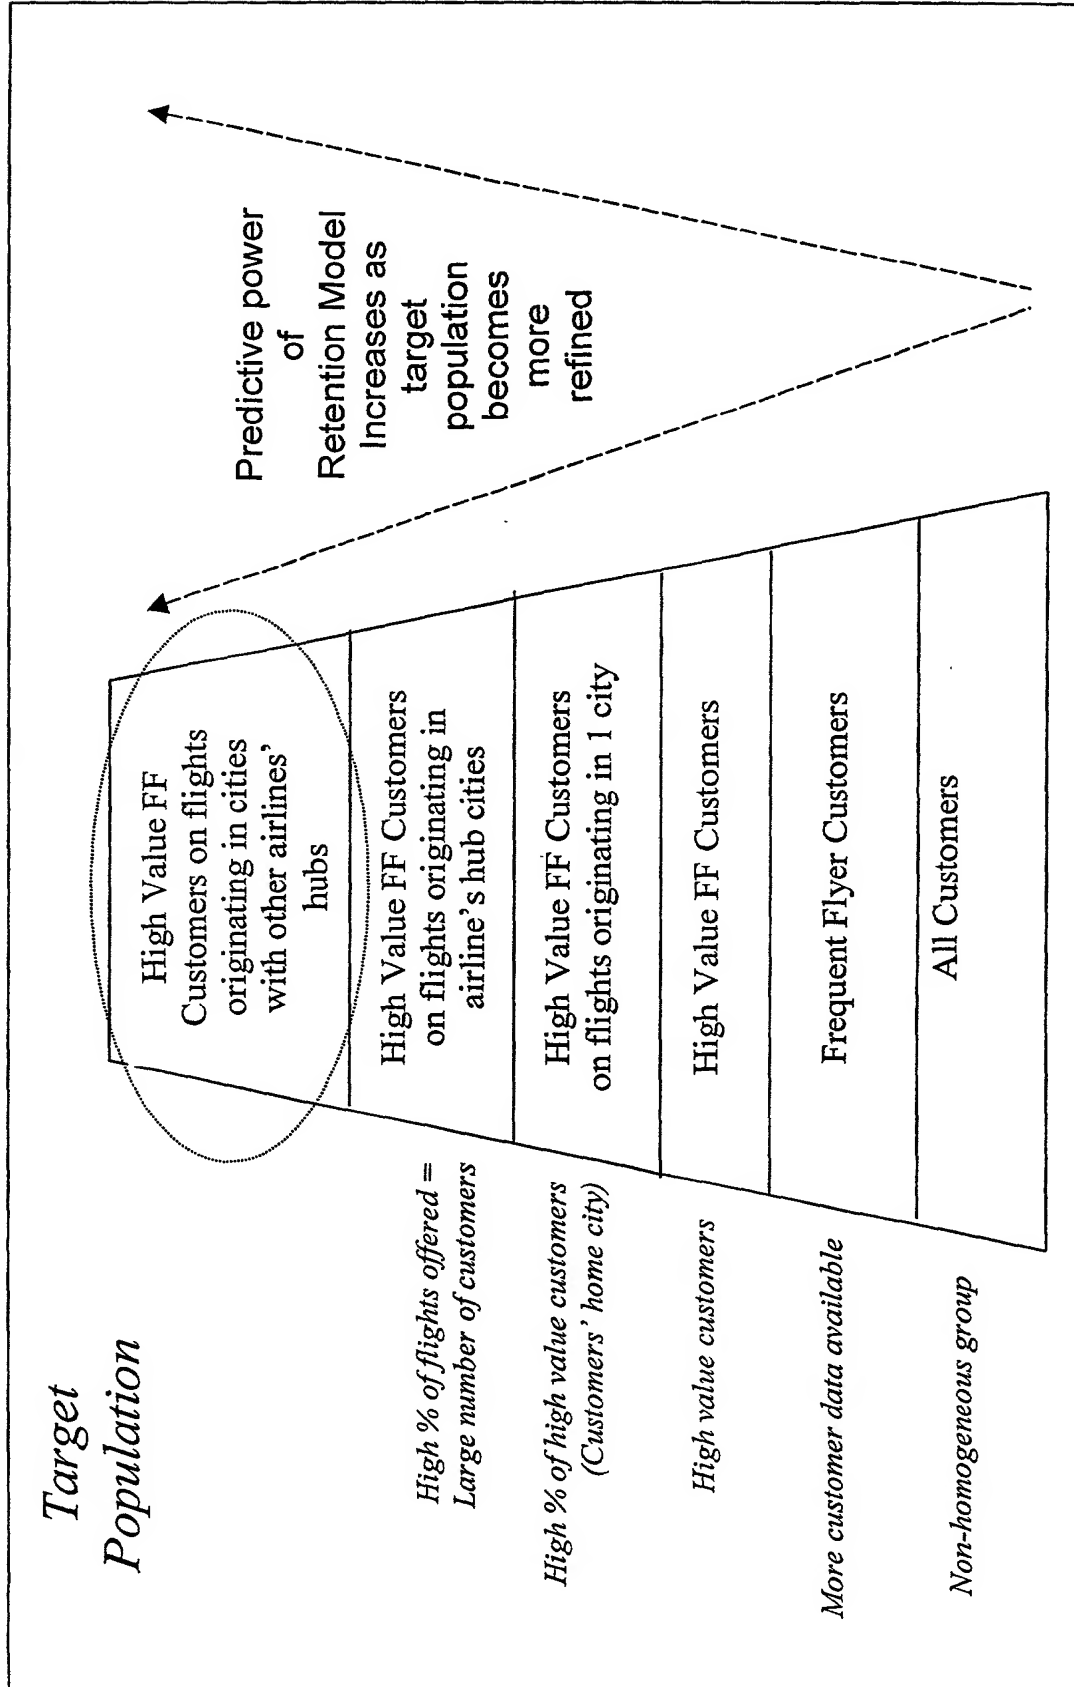 Target
Population
High Value FF
Customers on flights
originating in cities
with other airlines’
hubs
High % of flights offered =
Large number of customers
High Value FF Customers
on flights originating in
airline’s hub cities
High % of high value customers
(Customers’ home city)
High Value FF Customers
on flights originating in 1 city
High value customers
High Value FF Customers
More customer data available
Frequent Flyer Customers
Non-homogeneous group
All Customers
Predictive power
of
Retention Model
Increases as
target
population
becomes
more
refined